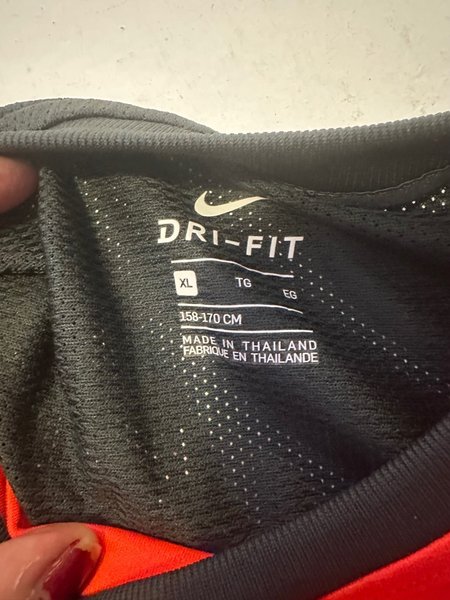 DRI-FIT
XL TG EG
158-170 CM
MADE IN THAILAND
FABRIQUE EN THAILANDE